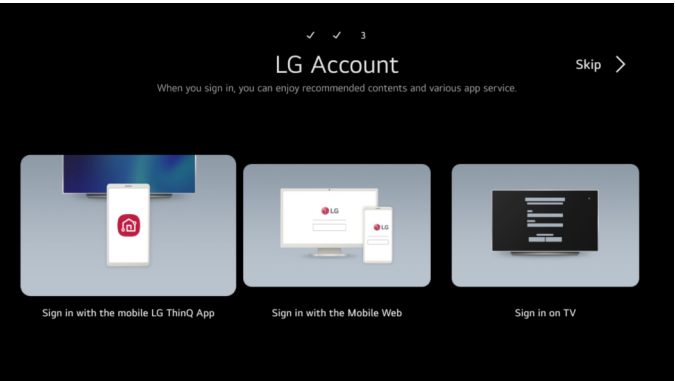 3
LG Account
Skip
When you sign in, you can enjoy recommended contents and various app service.
LG
LG
Sign in with the mobile LG ThinQ App
Sign in with the Mobile Web
Sign in on TV